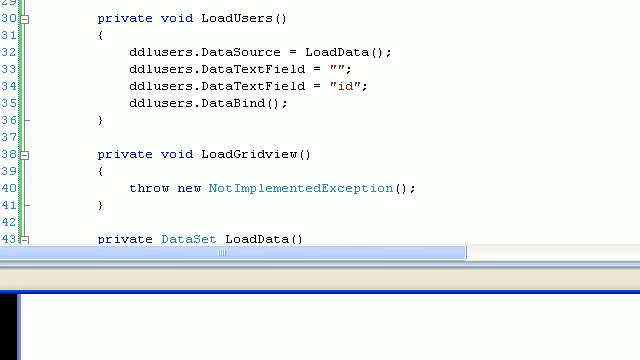 29
30 private void LoadUsers()
31 {
32 ddlusers.DataSource = LoadData();
33 ddlusers.DataTextField = "";
34 ddlusers.DataTextField = "id";
35 ddlusers.DataBind();
36 }
37
38 private void LoadGridview()
39 {
40 throw new NotImplementedException();
41 }
42
43 private DataSet LoadData()